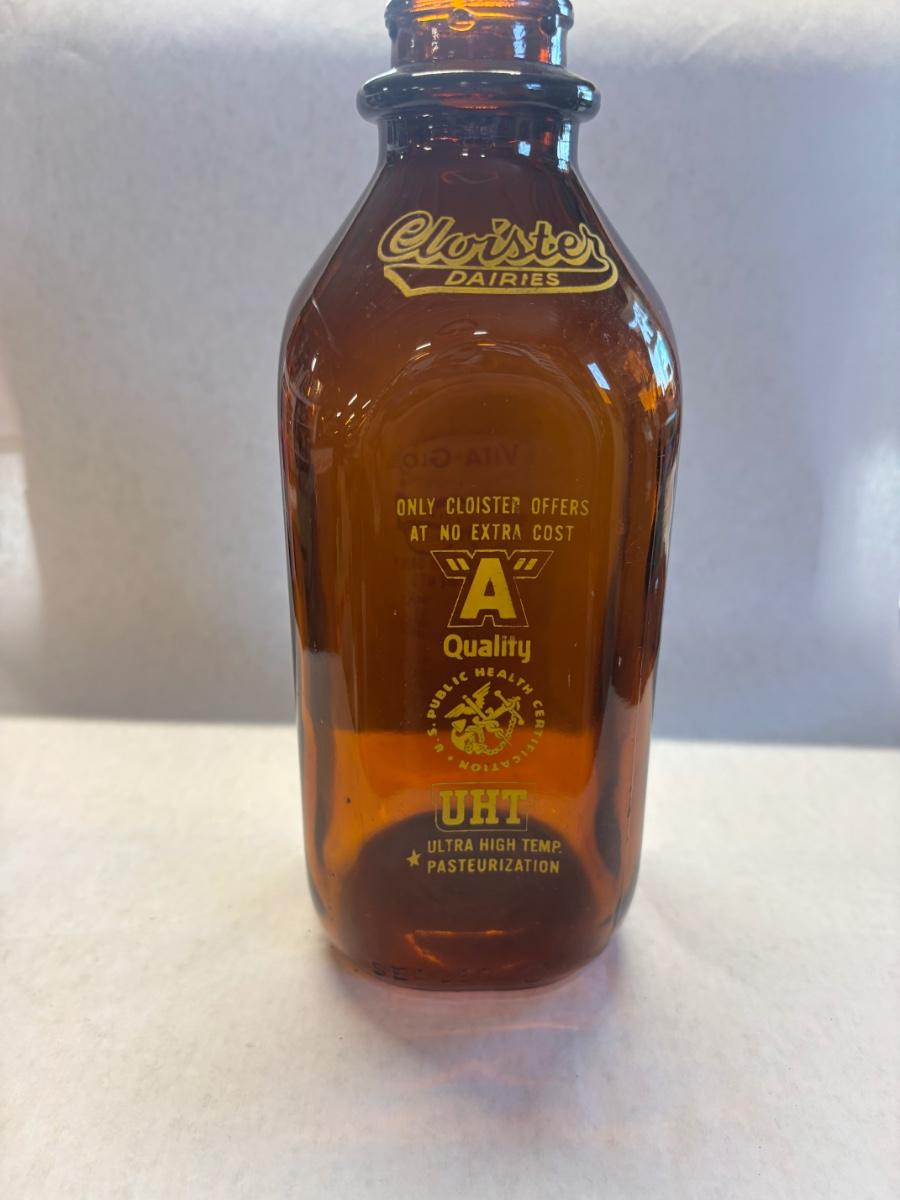 Cloister
DAIRIES
ONLY CLOISTER OFFERS
AT NO EXTRA COST
"A"
Quality
U.S. PUBLIC HEALTH CERTIFICATION
UHT
★ ULTRA HIGH TEMP.
PASTEURIZATION